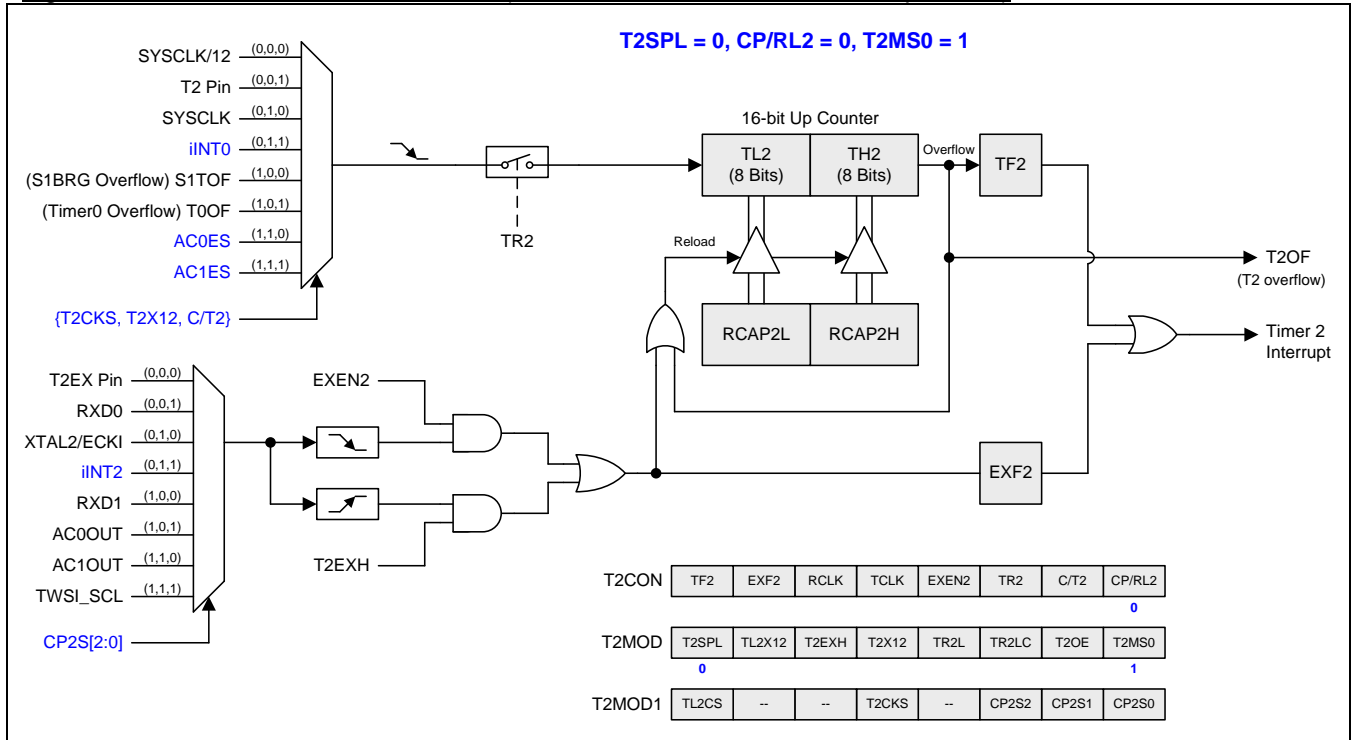 T2SPL = 0, CP/RL2 = 0, T2MS0 = 1
SYSCLK/12 (0,0,0)
T2 Pin (0,0,1)
SYSCLK (0,1,0)
iINT0 (0,1,1)
(S1BRG Overflow) S1TOF (1,0,0)
(Timer0 Overflow) T0OF (1,0,1)
AC0ES (1,1,0)
AC1ES (1,1,1)
{T2CKS, T2X12, C/T2}
TR2
16-bit Up Counter
TL2
(8 Bits)
TH2
(8 Bits)
Overflow
TF2
Reload
RCAP2L
RCAP2H
T2OF
(T2 overflow)
Timer 2
Interrupt
T2EX Pin (0,0,0)
RXD0 (0,0,1)
XTAL2/ECKI (0,1,0)
iINT2 (0,1,1)
RXD1 (1,0,0)
AC0OUT (1,0,1)
AC1OUT (1,1,0)
TWSI_SCL (1,1,1)
CP2S[2:0]
EXEN2
T2EXH
EXF2
T2CON TF2 EXF2 RCLK TCLK EXEN2 TR2 C/T2 CP/RL2
0
T2MOD T2SPL TL2X12 T2EXH T2X12 TR2L TR2LC T2OE T2MS0
0 1
T2MOD1 TL2CS -- -- T2CKS -- CP2S2 CP2S1 CP2S0